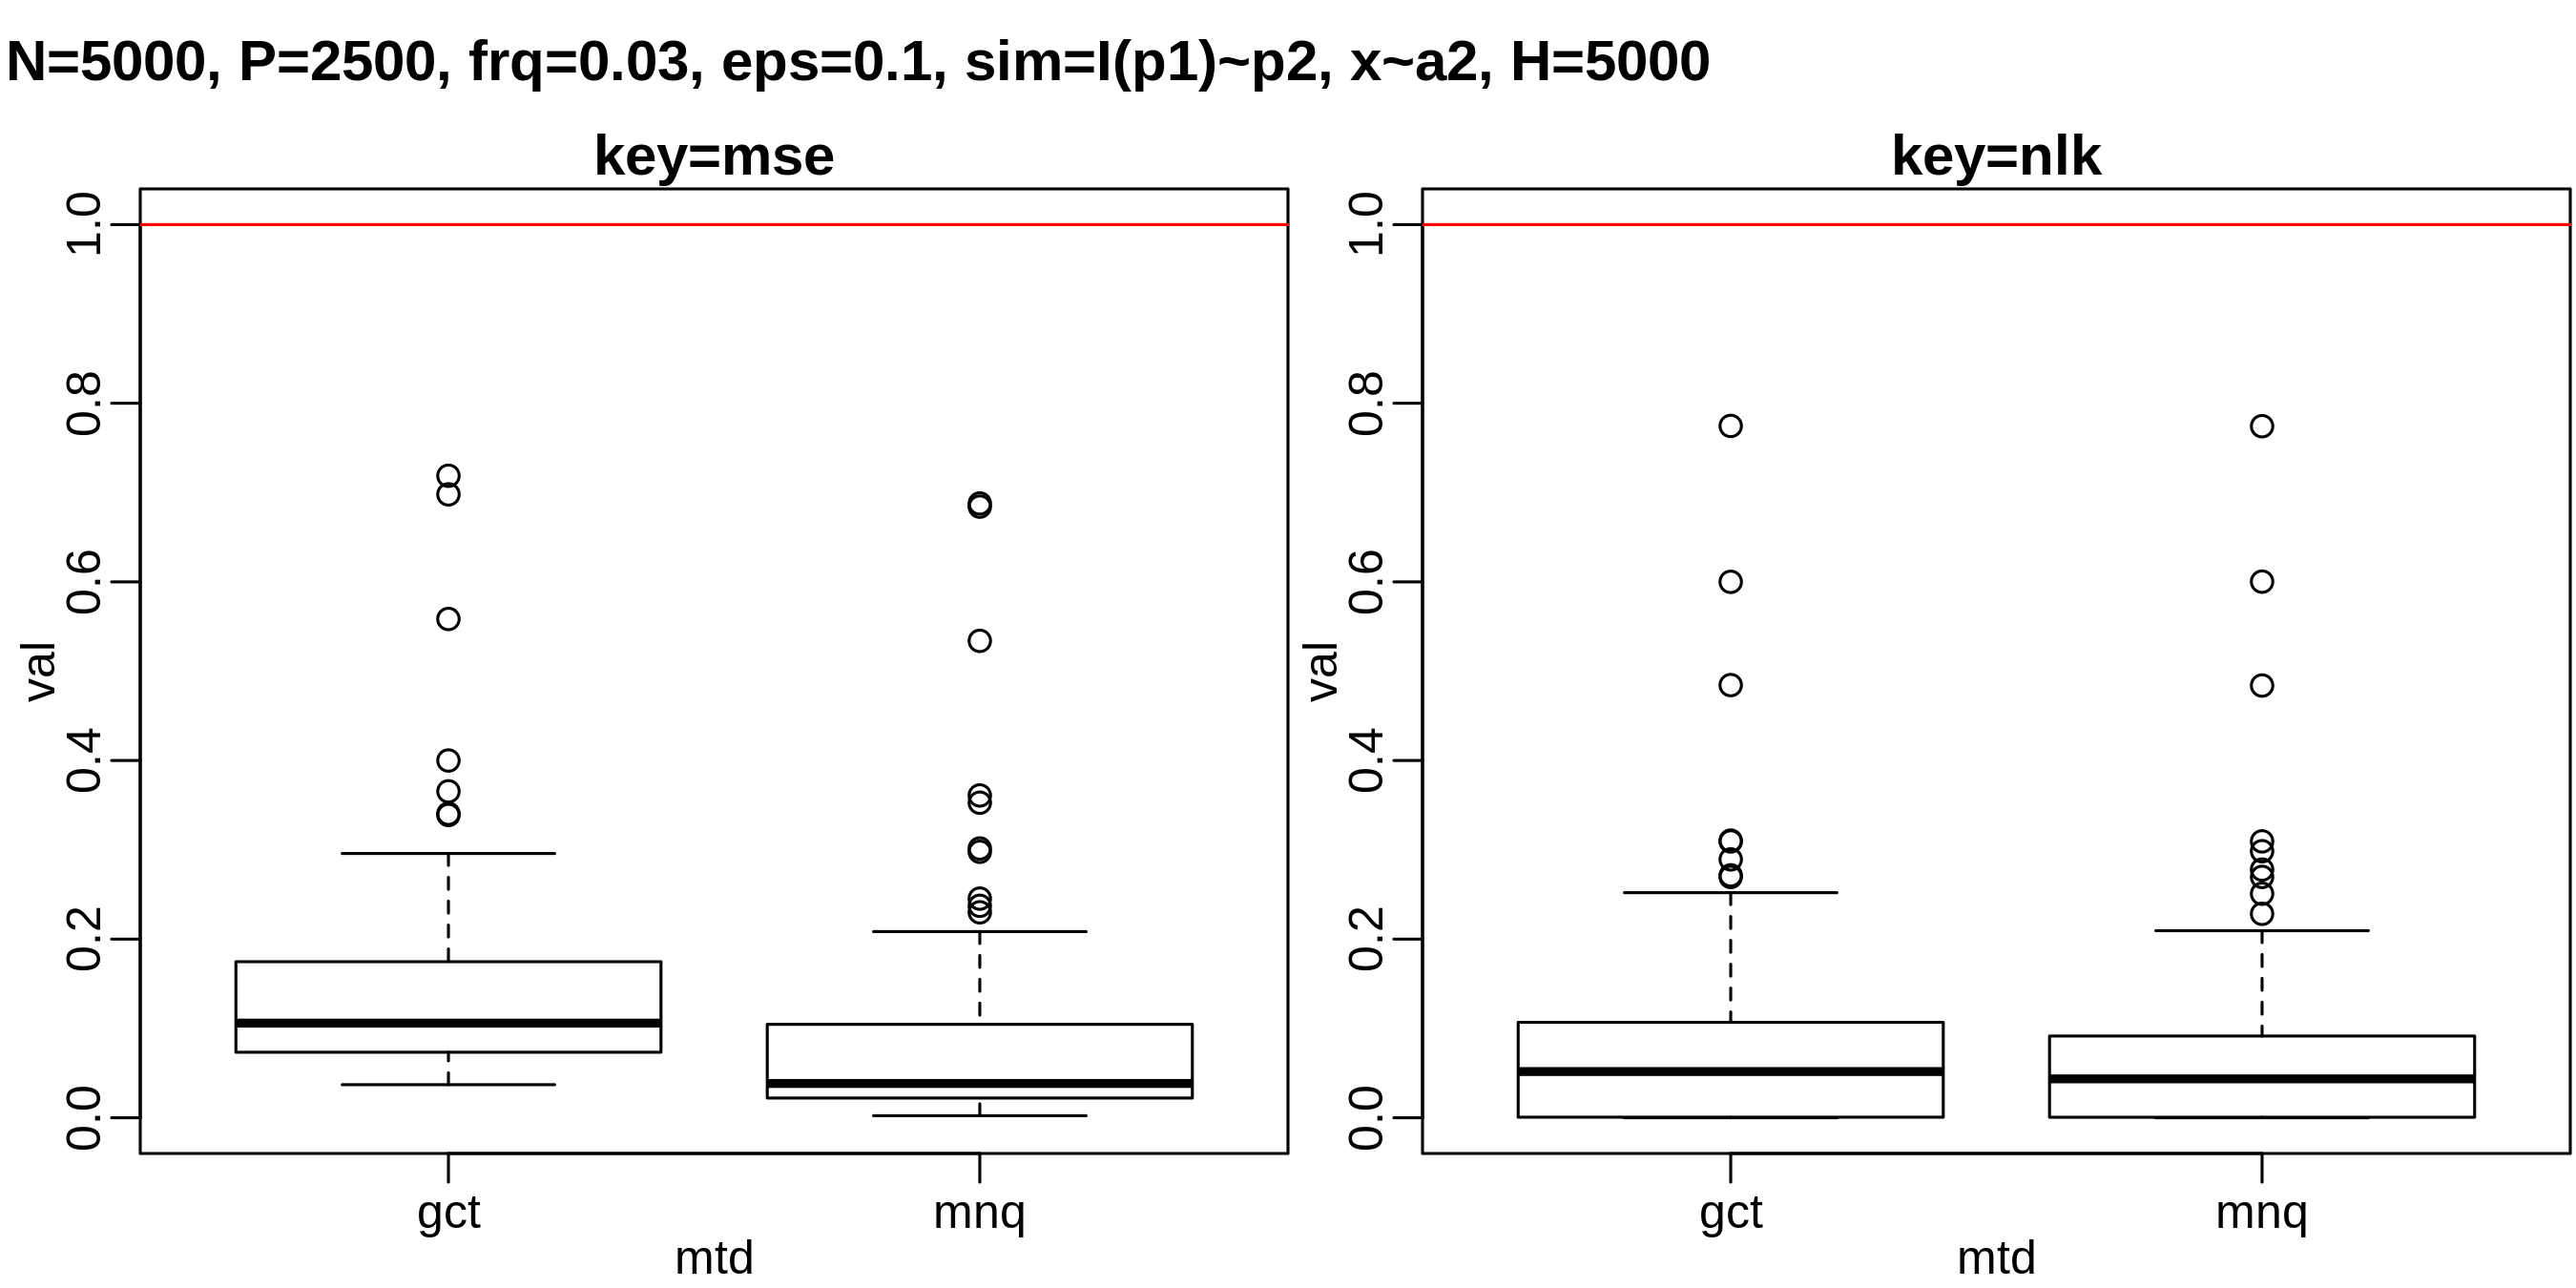 N=5000, P=2500, frq=0.03, eps=0.1, sim=I(p1)~p2, x~a2, H=5000
key=mse
val
1.0
0.8
0.6
0.4
0.2
0.0
gct mnq
mtd
key=nlk
val
1.0
0.8
0.6
0.4
0.2
0.0
gct mnq
mtd